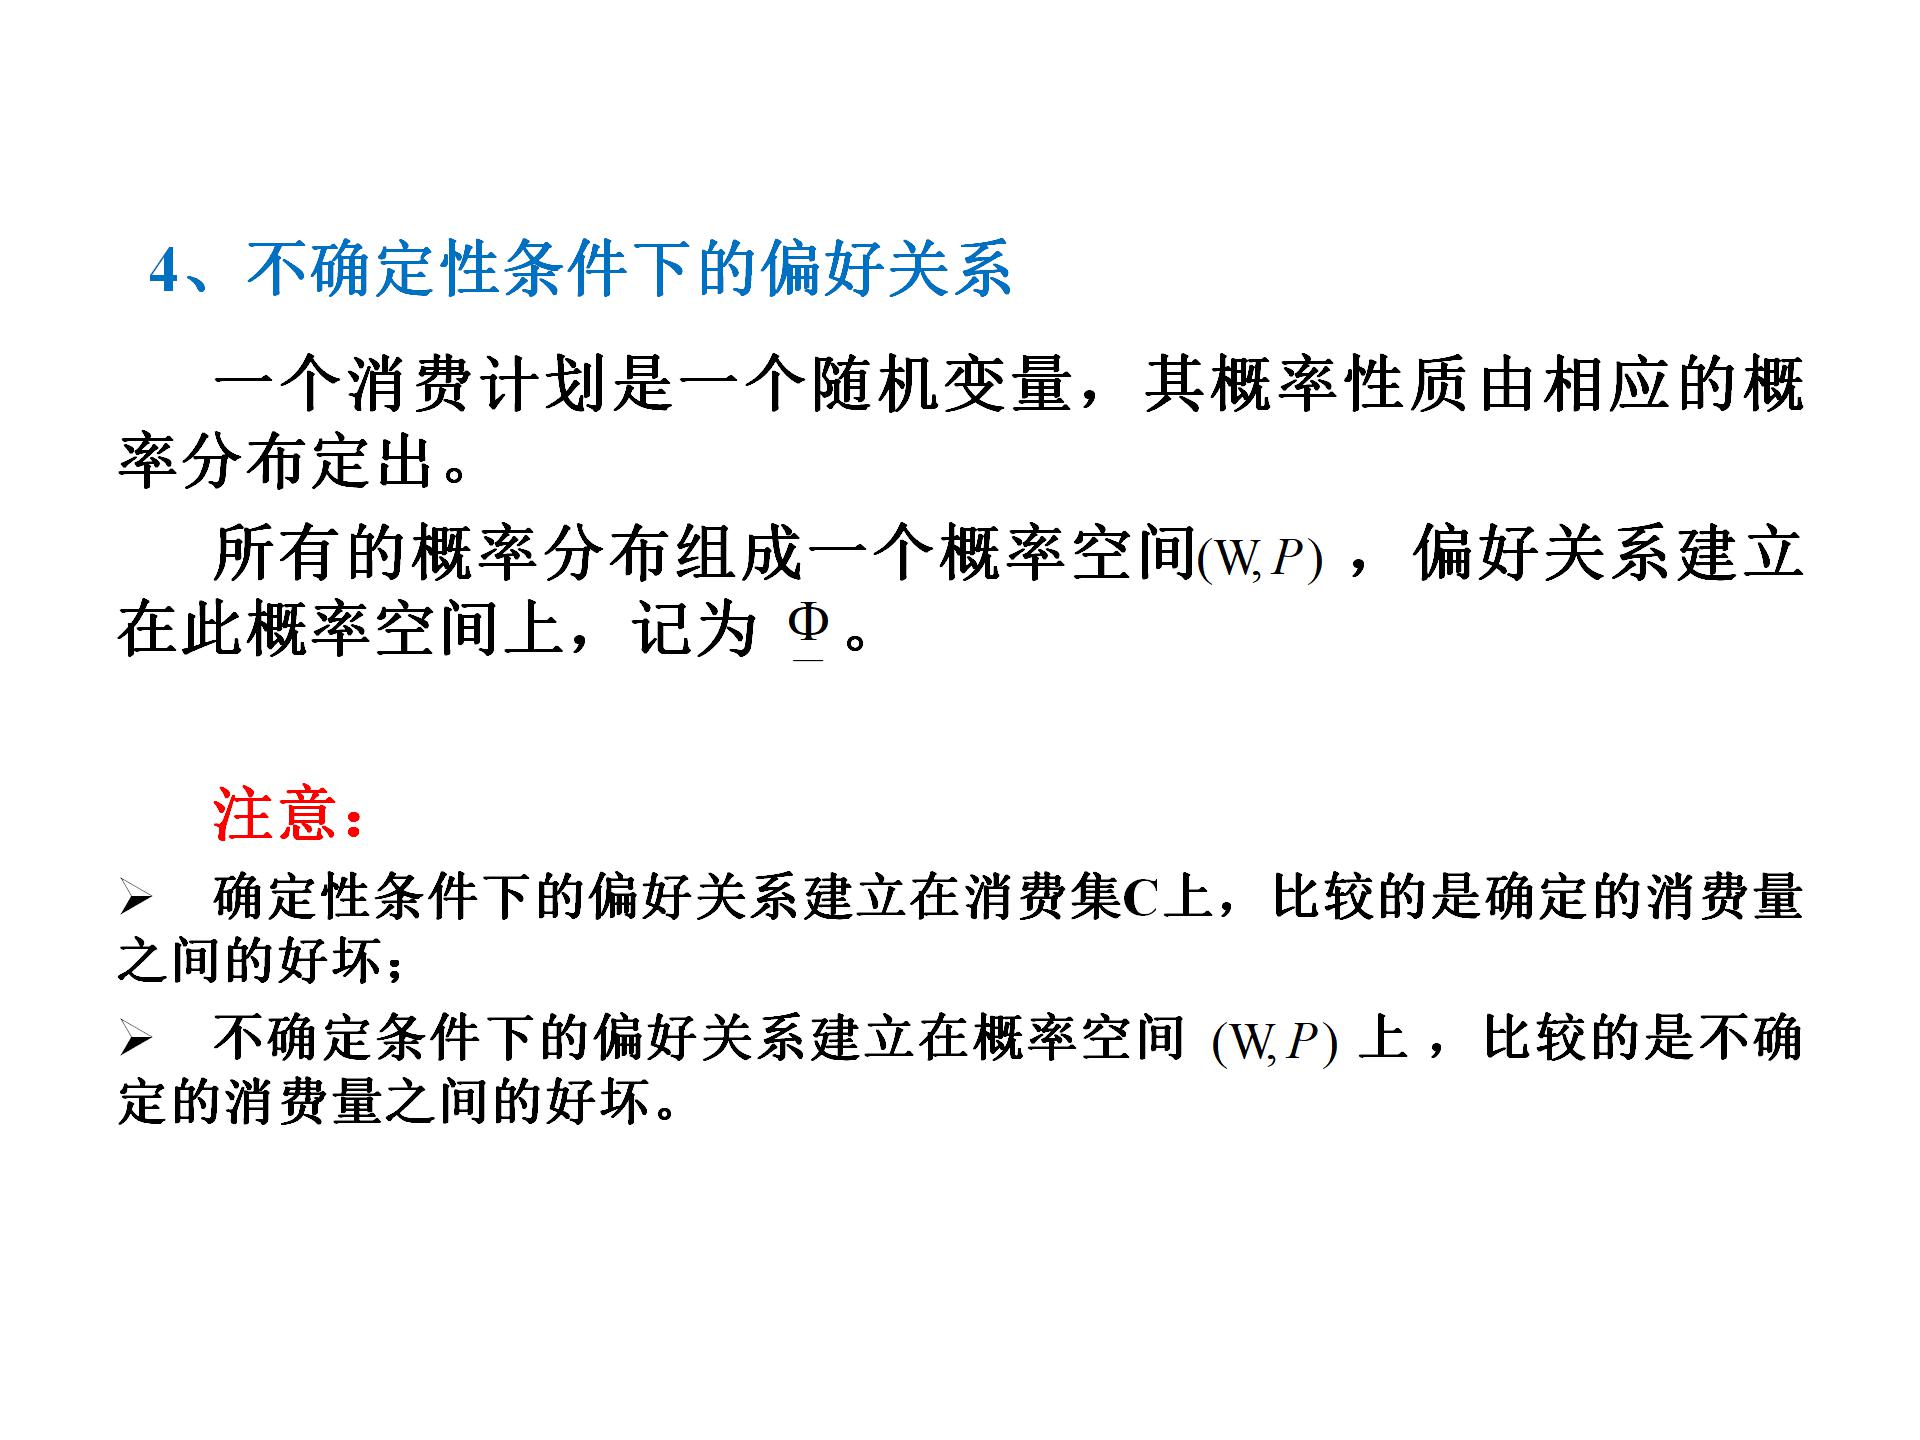 4、不确定性条件下的偏好关系
一个消费计划是一个随机变量，其概率性质由相应的概
率分布定出。
所有的概率分布组成一个概率空间(W, P) ，偏好关系建立
在此概率空间上，记为 Φ 。
注意：
➢ 确定性条件下的偏好关系建立在消费集C上，比较的是确定的消费量
之间的好坏；
➢ 不确定条件下的偏好关系建立在概率空间 (W, P) 上 ，比较的是不确
定的消费量之间的好坏。